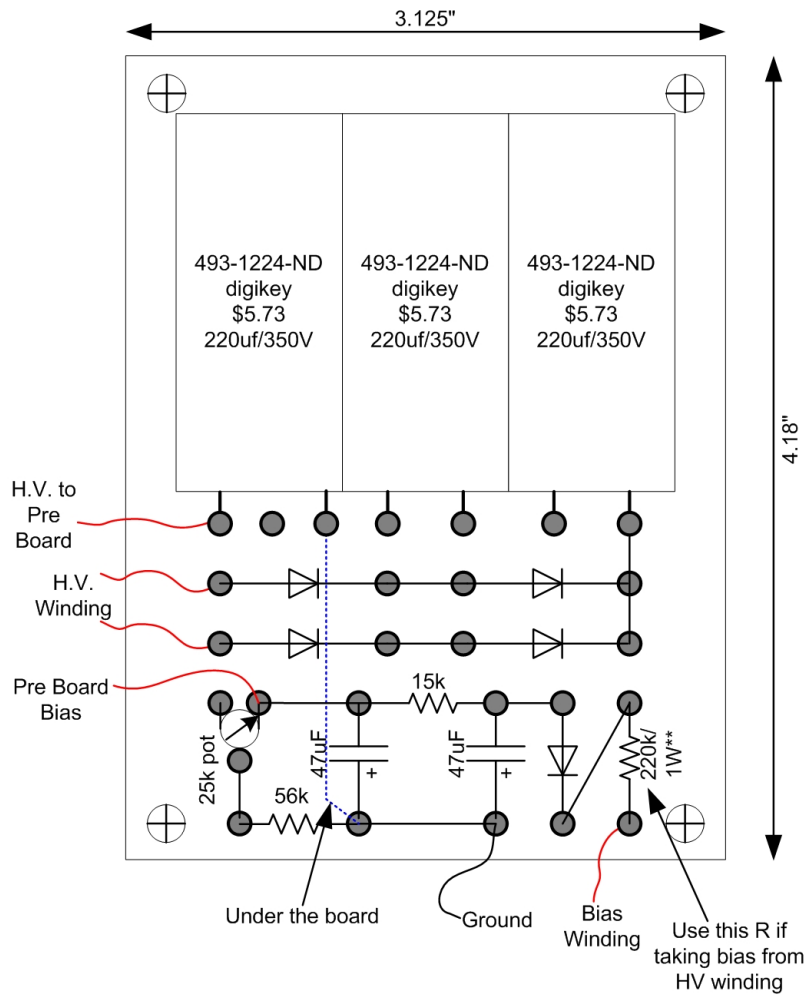 3.125"
4.18"
493-1224-ND
digikey
$5.73
220uf/350V
493-1224-ND
digikey
$5.73
220uf/350V
493-1224-ND
digikey
$5.73
220uf/350V
H.V. to
Pre
Board
H.V.
Winding
Pre Board
Bias
15k
25k pot
47uF
+
47uF
+
220k/
1W**
56k
Under the board
Ground
Bias
Winding
Use this R if
taking bias from
HV winding